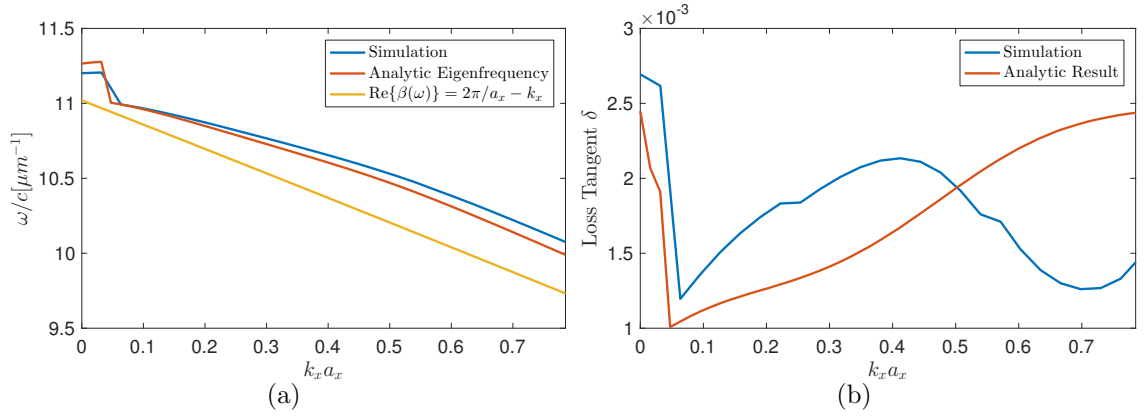 11.5
11
10.5
10
9.5
ω/c[μm⁻¹]
Simulation
Analytic Eigenfrequency
Re{β(ω)} = 2π/aₓ − kₓ
0 0.1 0.2 0.3 0.4 0.5 0.6 0.7
kₓaₓ
(a)
×10⁻³
3
2.5
2
1.5
1
Loss Tangent δ
Simulation
Analytic Result
0 0.1 0.2 0.3 0.4 0.5 0.6 0.7
kₓaₓ
(b)